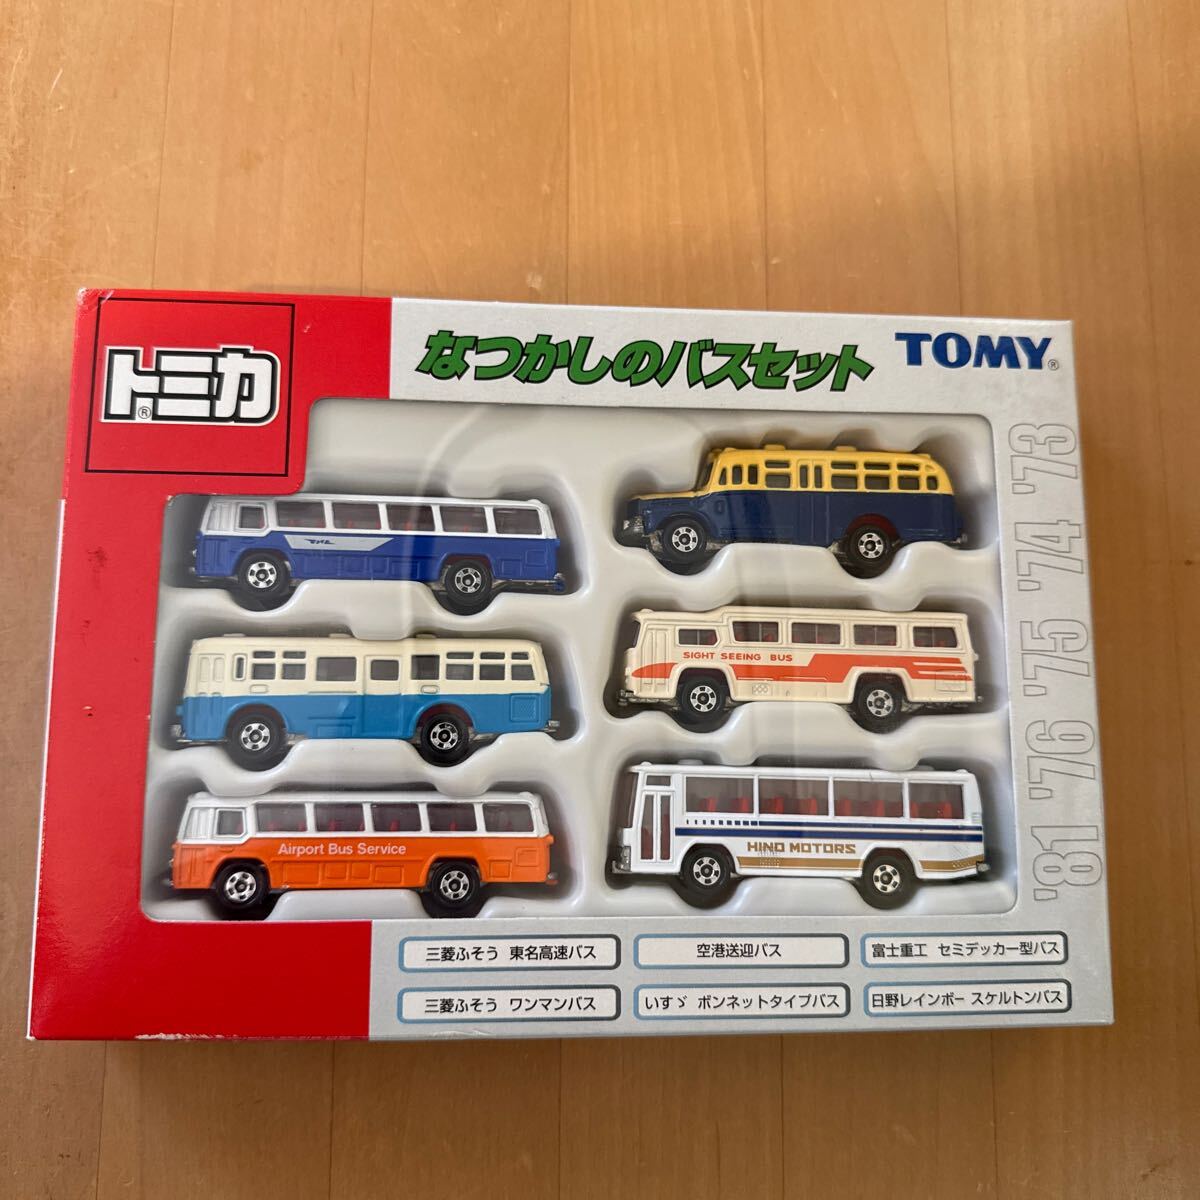 トミカ®
なつかしのバスセット
TOMY®
'81 '76 '75 '74 '73
SIGHT SEEING BUS
Airport Bus Service
HINO MOTORS
三菱ふそう 東名高速バス
空港送迎バス
富士重工 セミデッカー型バス
三菱ふそう ワンマンバス
いすゞ ボンネットタイプバス
日野レインボー スケルトンバス